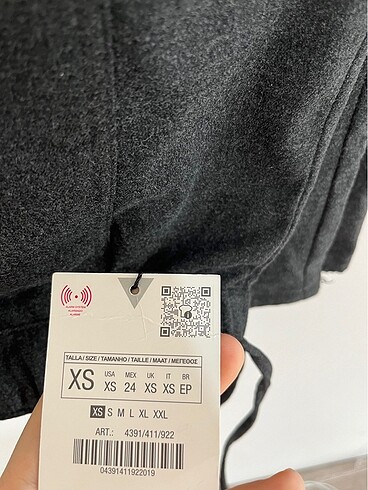 TALLA / SIZE / TAMANHO / TAILLE / MAAT / ΜΕΓΕΘΟΣ
XS USA XS MEX 24 UK XS IT XS BR EP
XS S M L XL XXL
ART.: 4391/411/922
04391411922019